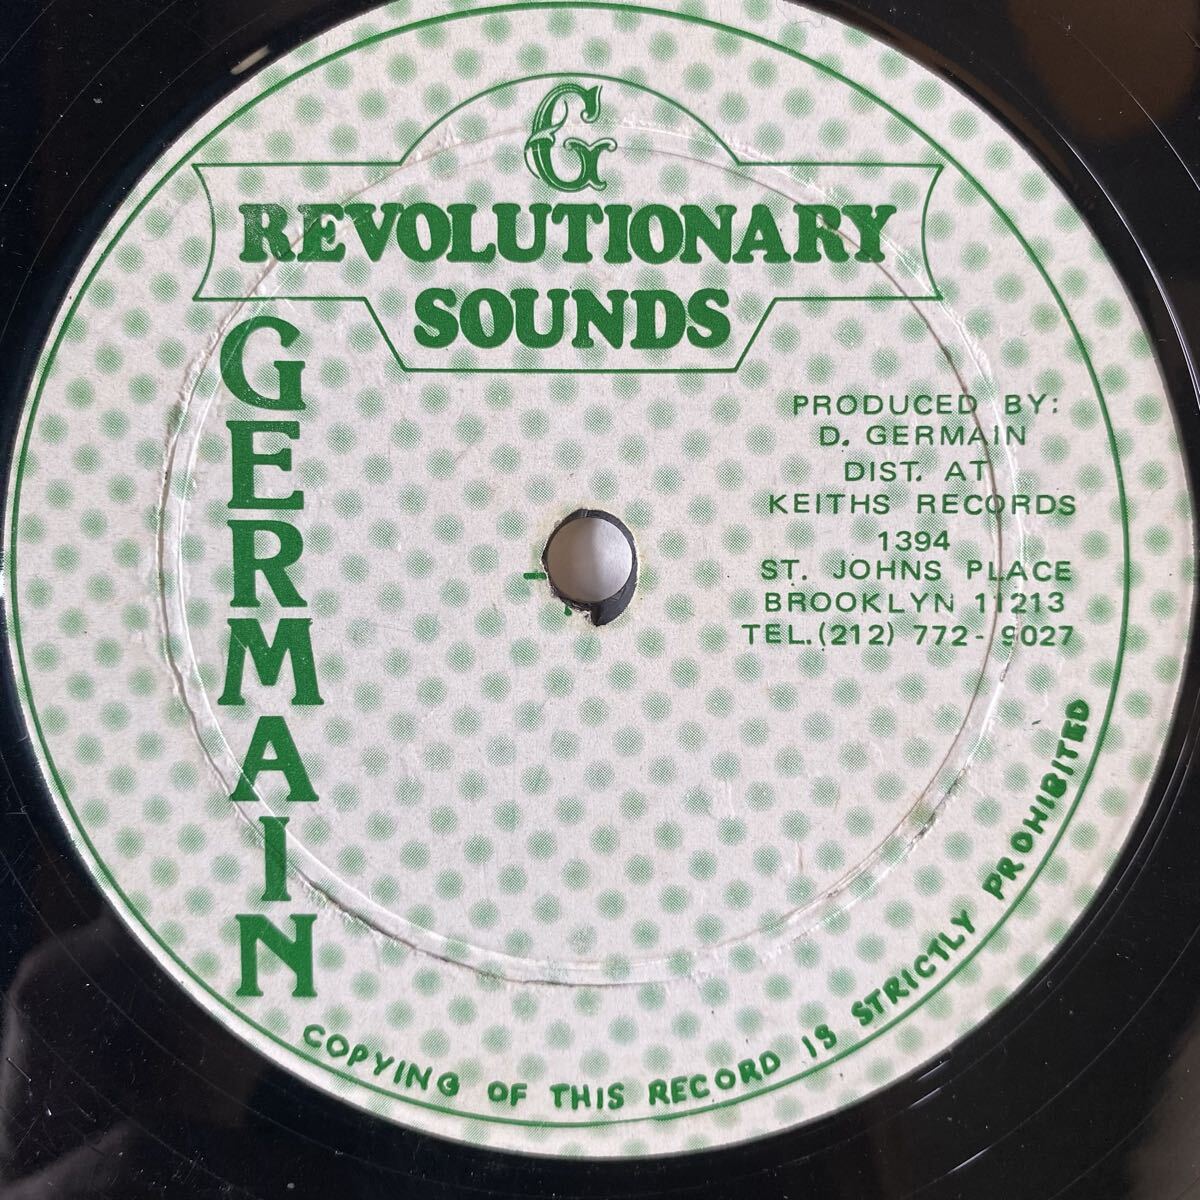 G
REVOLUTIONARY
SOUNDS
GERMAIN
PRODUCED BY:
D. GERMAIN
DIST. AT
KEITHS RECORDS
1394
ST. JOHNS PLACE
BROOKLYN 11213
TEL.(212) 772-9027
COPYING OF THIS RECORD IS STRICTLY PROHIBITED